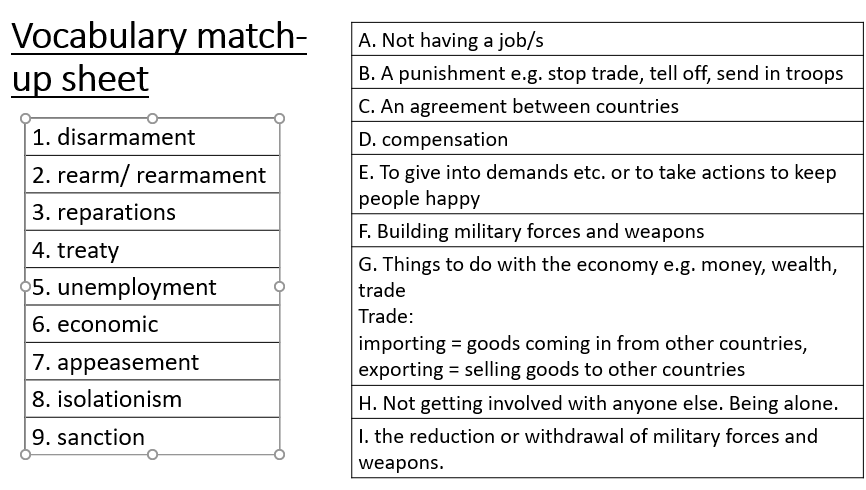 Vocabulary match-
up sheet
1. disarmament
2. rearm/ rearmament
3. reparations
4. treaty
5. unemployment
6. economic
7. appeasement
8. isolationism
9. sanction
A. Not having a job/s
B. A punishment e.g. stop trade, tell off, send in troops
C. An agreement between countries
D. compensation
E. To give into demands etc. or to take actions to keep
people happy
F. Building military forces and weapons
G. Things to do with the economy e.g. money, wealth,
trade
Trade:
importing = goods coming in from other countries,
exporting = selling goods to other countries
H. Not getting involved with anyone else. Being alone.
I. the reduction or withdrawal of military forces and
weapons.